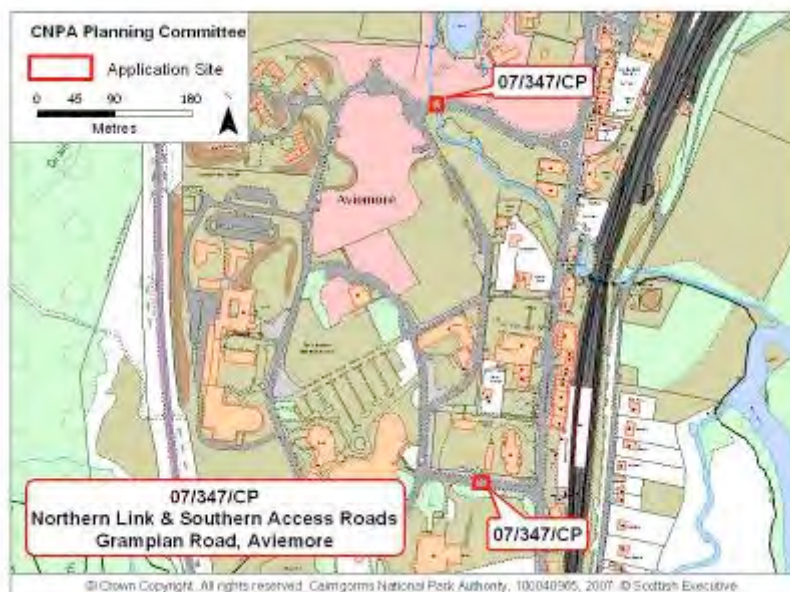 CNPA Planning Committee
Application Site
0 45 90 180
Metres
07/347/CP
Aviemore
07/347/CP
Northern Link & Southern Access Roads
Grampian Road, Aviemore
07/347/CP
© Crown Copyright. All rights reserved. Cairngorms National Park Authority, 100040965, 2007. © Scottish Executive